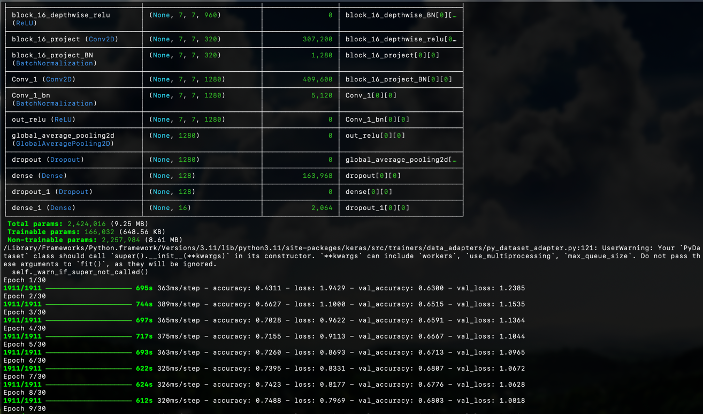 block_16_depthwise_relu (None, 7, 7, 960) 0 block_16_depthwise_BN[0][…
(ReLU)
block_16_project (Conv2D) (None, 7, 7, 320) 307,200 block_16_depthwise_relu[0…
block_16_project_BN (None, 7, 7, 320) 1,280 block_16_project[0][0]
(BatchNormalization)
Conv_1 (Conv2D) (None, 7, 7, 1280) 409,600 block_16_project_BN[0][0]
Conv_1_bn (None, 7, 7, 1280) 5,120 Conv_1[0][0]
(BatchNormalization)
out_relu (ReLU) (None, 7, 7, 1280) 0 Conv_1_bn[0][0]
global_average_pooling2d (None, 1280) 0 out_relu[0][0]
(GlobalAveragePooling2D)
dropout (Dropout) (None, 1280) 0 global_average_pooling2d[…
dense (Dense) (None, 128) 163,968 dropout[0][0]
dropout_1 (Dropout) (None, 128) 0 dense[0][0]
dense_1 (Dense) (None, 16) 2,064 dropout_1[0][0]
Total params: 2,424,016 (9.25 MB)
Trainable params: 166,032 (648.56 KB)
Non-trainable params: 2,257,984 (8.61 MB)
/Library/Frameworks/Python.framework/Versions/3.11/lib/python3.11/site-packages/keras/src/trainers/data_adapters/py_dataset_adapter.py:121: UserWarning: Your `PyDa
taset` class should call `super().__init__(**kwargs)` in its constructor. `**kwargs` can include `workers`, `use_multiprocessing`, `max_queue_size`. Do not pass the
ese arguments to `fit()`, as they will be ignored.
self._warn_if_super_not_called()
Epoch 1/30
1911/1911 695s 363ms/step - accuracy: 0.4311 - loss: 1.9429 - val_accuracy: 0.6300 - val_loss: 1.2385
Epoch 2/30
1911/1911 744s 389ms/step - accuracy: 0.6627 - loss: 1.1000 - val_accuracy: 0.6515 - val_loss: 1.1535
Epoch 3/30
1911/1911 697s 365ms/step - accuracy: 0.7028 - loss: 0.9622 - val_accuracy: 0.6591 - val_loss: 1.1364
Epoch 4/30
1911/1911 717s 375ms/step - accuracy: 0.7155 - loss: 0.9113 - val_accuracy: 0.6667 - val_loss: 1.1044
Epoch 5/30
1911/1911 693s 363ms/step - accuracy: 0.7260 - loss: 0.8693 - val_accuracy: 0.6713 - val_loss: 1.0965
Epoch 6/30
1911/1911 622s 325ms/step - accuracy: 0.7395 - loss: 0.8331 - val_accuracy: 0.6807 - val_loss: 1.0672
Epoch 7/30
1911/1911 624s 326ms/step - accuracy: 0.7423 - loss: 0.8177 - val_accuracy: 0.6776 - val_loss: 1.0628
Epoch 8/30
1911/1911 612s 320ms/step - accuracy: 0.7488 - loss: 0.7969 - val_accuracy: 0.6803 - val_loss: 1.0818
Epoch 9/30